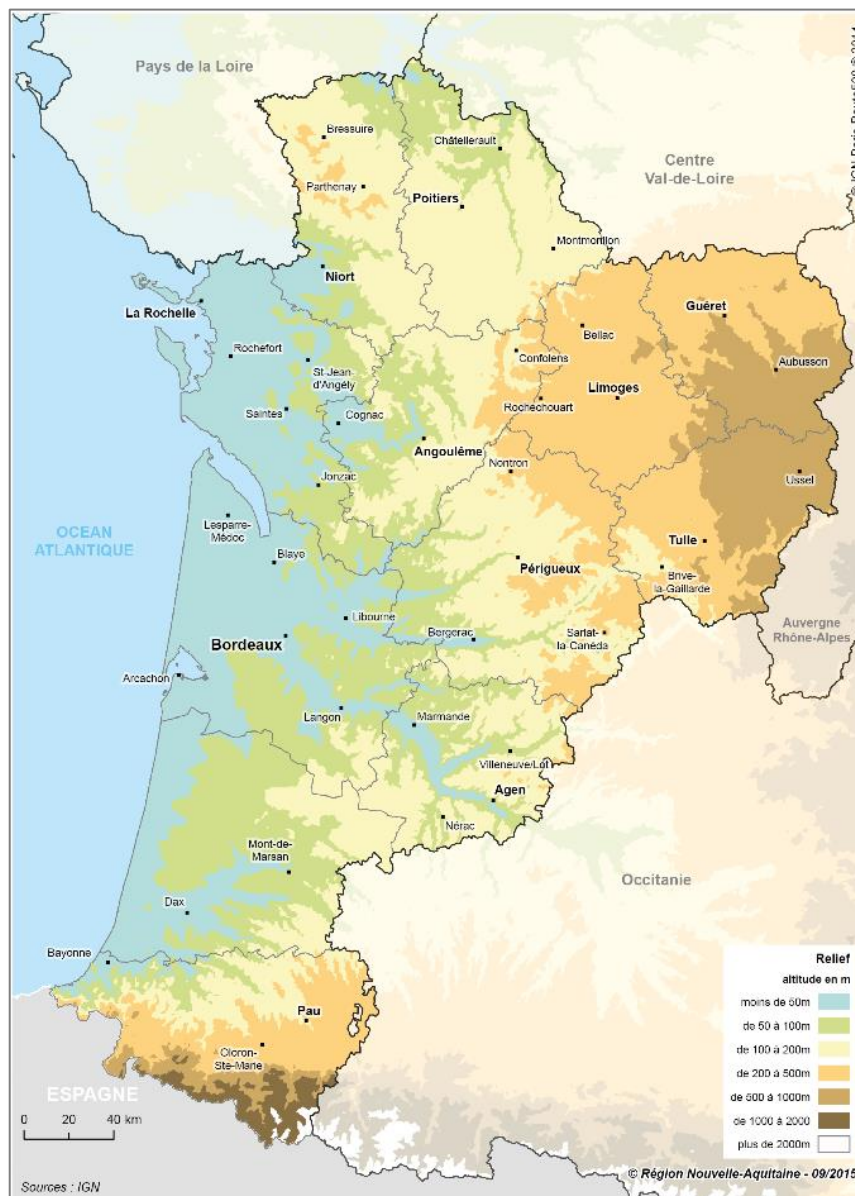 Pays de la Loire
Bressuire
Châtellerault
Centre
Val-de-Loire
Parthenay
Poitiers
Montmorillon
Niort
La Rochelle
Guéret
Bellac
Rochefort
St-Jean
d'Angély
Confolens
Aubusson
Limoges
Rochechouart
Saintes
Cognac
Angoulême
Nontron
Jonzac
Ussel
Lesparre-
Médoc
OCEAN
ATLANTIQUE
Tulle
Blaye
Périgueux
Brive-
la-Gaillarde
Libourne
Auvergne
Rhône-Alpes
Bergerac
Sarlat-
la-Canéda
Bordeaux
Arcachon
Langon
Marmande
Villeneuve/Lot
Agen
Nérac
Mont-de-
Marsan
Occitanie
Dax
Bayonne
Pau
Oloron-
Ste-Marie
ESPAGNE
0 20 40 km
Relief
altitude en m
moins de 50m
de 50 à 100m
de 100 à 200m
de 200 à 500m
de 500 à 1000m
de 1000 à 2000
plus de 2000m
Sources : IGN
© Région Nouvelle-Aquitaine - 09/2015